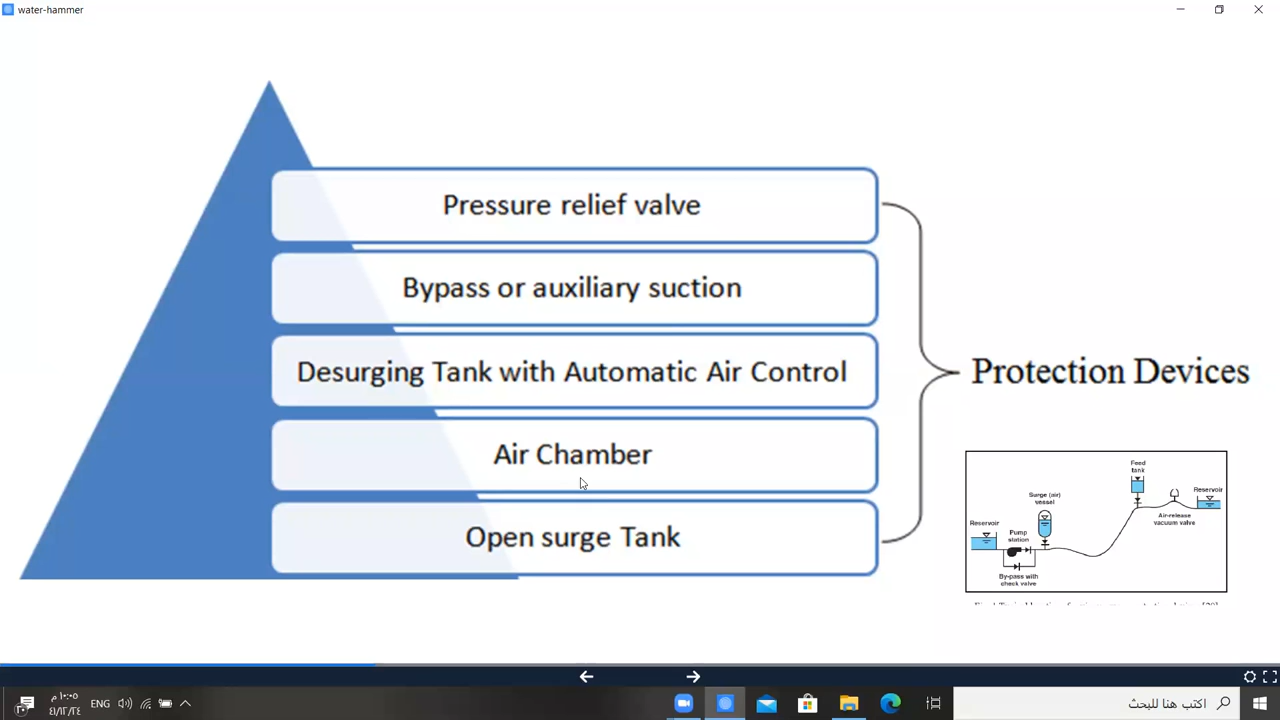 water-hammer
Pressure relief valve
Bypass or auxiliary suction
Desurging Tank with Automatic Air Control
Air Chamber
Open surge Tank
Protection Devices
Feed
tank
Surge (air)
vessel
Reservoir
Air-release
vacuum valve
Reservoir
Pump
station
By-pass with
check valve
ENG
اكتب هنا للبحث